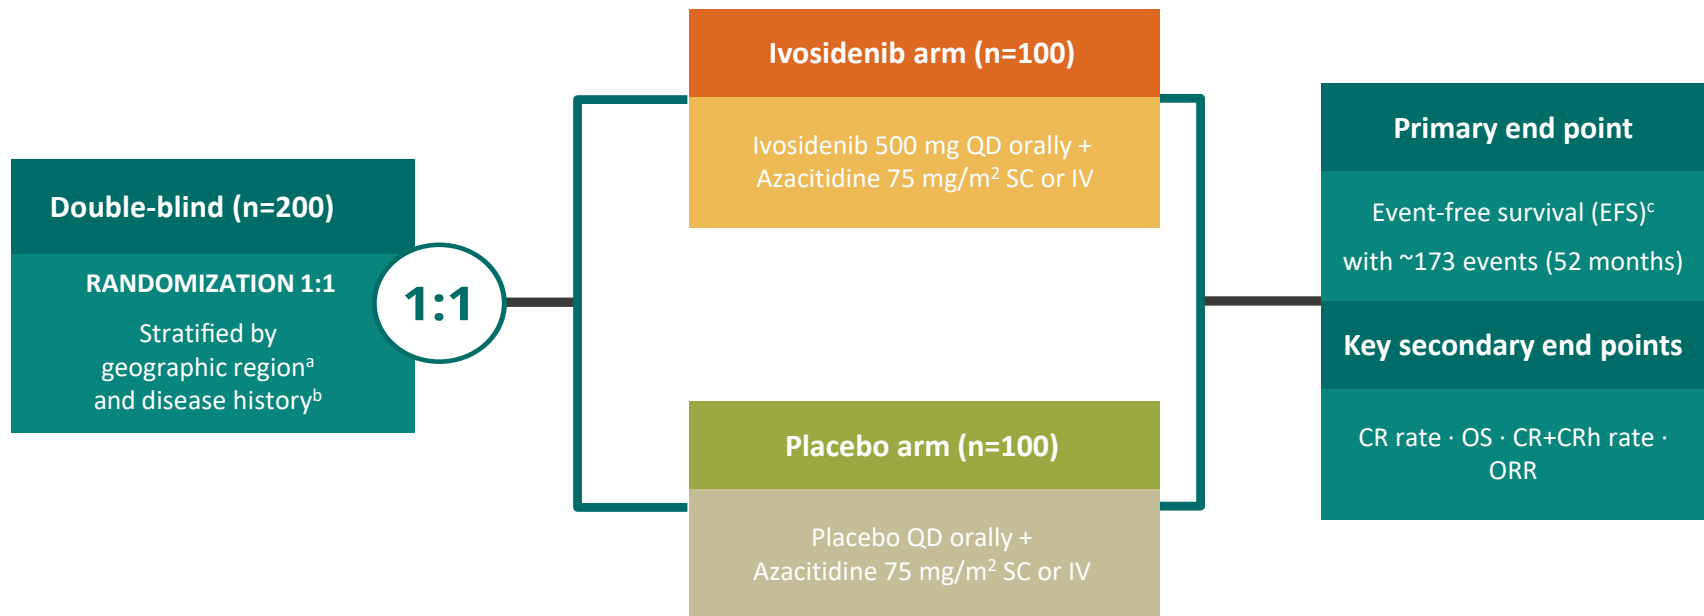 Double-blind (n=200)
RANDOMIZATION 1:1
Stratified by
geographic regionᵃ
and disease historyᵇ
1:1
Ivosidenib arm (n=100)
Ivosidenib 500 mg QD orally +
Azacitidine 75 mg/m² SC or IV
Placebo arm (n=100)
Placebo QD orally +
Azacitidine 75 mg/m² SC or IV
Primary end point
Event-free survival (EFS)ᶜ
with ~173 events (52 months)
Key secondary end points
CR rate · OS · CR+CRh rate ·
ORR